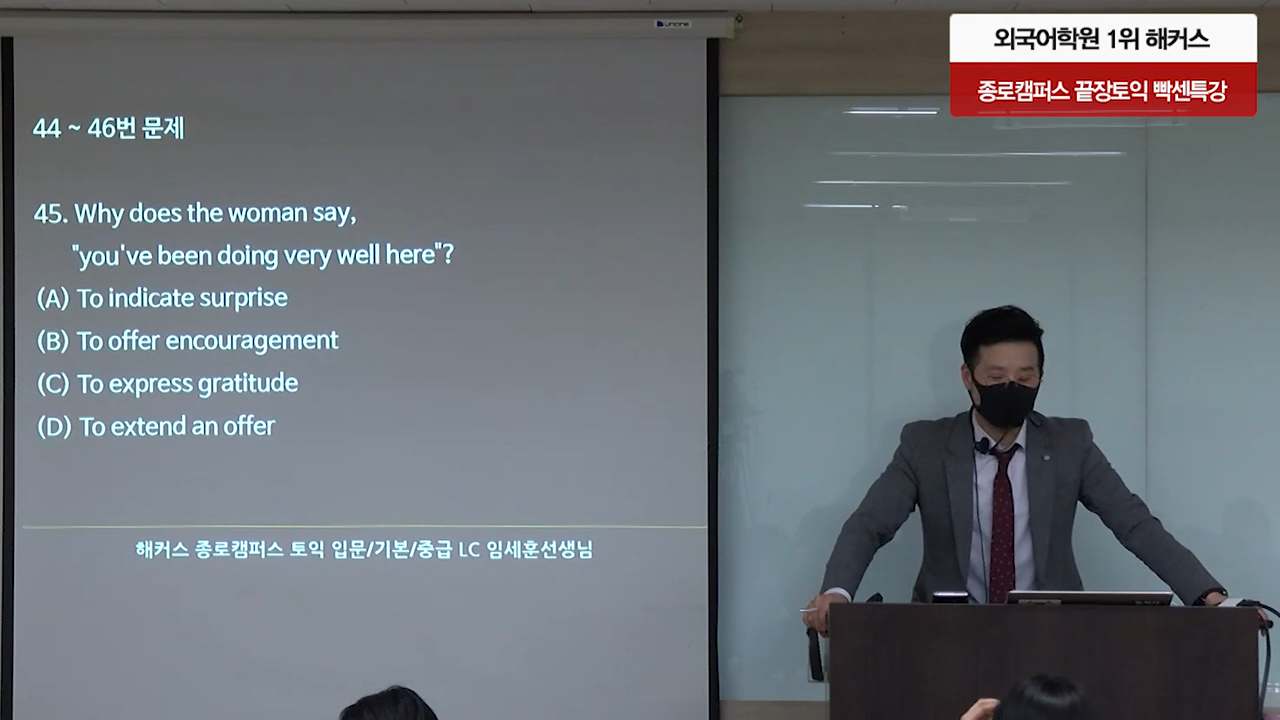 UNIONE
외국어학원 1위 해커스
종로캠퍼스 끝장토익 빡센특강
44 ~ 46번 문제
45. Why does the woman say,
"you've been doing very well here"?
(A) To indicate surprise
(B) To offer encouragement
(C) To express gratitude
(D) To extend an offer
해커스 종로캠퍼스 토익 입문/기본/중급 LC 임세훈선생님